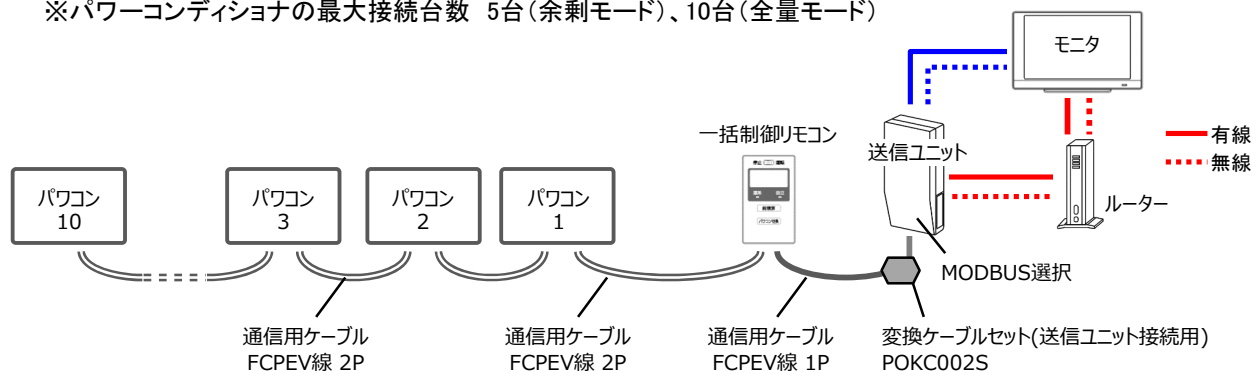 ※パワーコンディショナの最大接続台数 5台(余剰モード)、10台(全量モード)
モニタ
一括制御リモコン
送信ユニット
有線
無線
パワコン
10
パワコン
3
パワコン
2
パワコン
1
ルーター
MODBUS選択
通信用ケーブル
FCPEV線 2P
通信用ケーブル
FCPEV線 2P
通信用ケーブル
FCPEV線 1P
変換ケーブルセット(送信ユニット接続用)
POKC002S